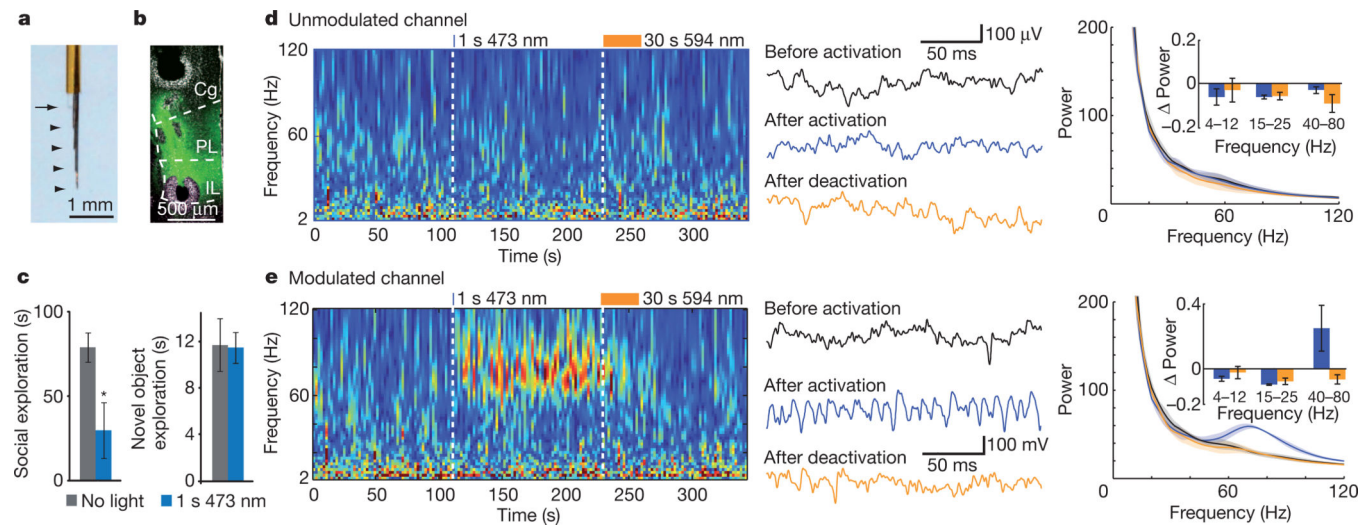 a
1 mm
b
Cg
PL
IL
500 µm
c
Social exploration (s)
100
50
0
*
Novel object
exploration (s)
12
8
4
0
No light
1 s 473 nm
d Unmodulated channel
1 s 473 nm
30 s 594 nm
Frequency (Hz)
120
60
2
0 50 100 150 200 250 300
Time (s)
Before activation
100 µV
50 ms
After activation
After deactivation
Power
200
100
0
60
120
Frequency (Hz)
Δ Power
0.2
0
–0.2
4–12 15–25 40–80
Frequency (Hz)
e Modulated channel
1 s 473 nm
30 s 594 nm
Frequency (Hz)
120
60
2
0 50 100 150 200 250 300
Time (s)
Before activation
After activation
100 mV
50 ms
After deactivation
Power
200
100
0
60
120
Frequency (Hz)
Δ Power
0.4
0
–0.2
4–12 15–25 40–80
Frequency (Hz)